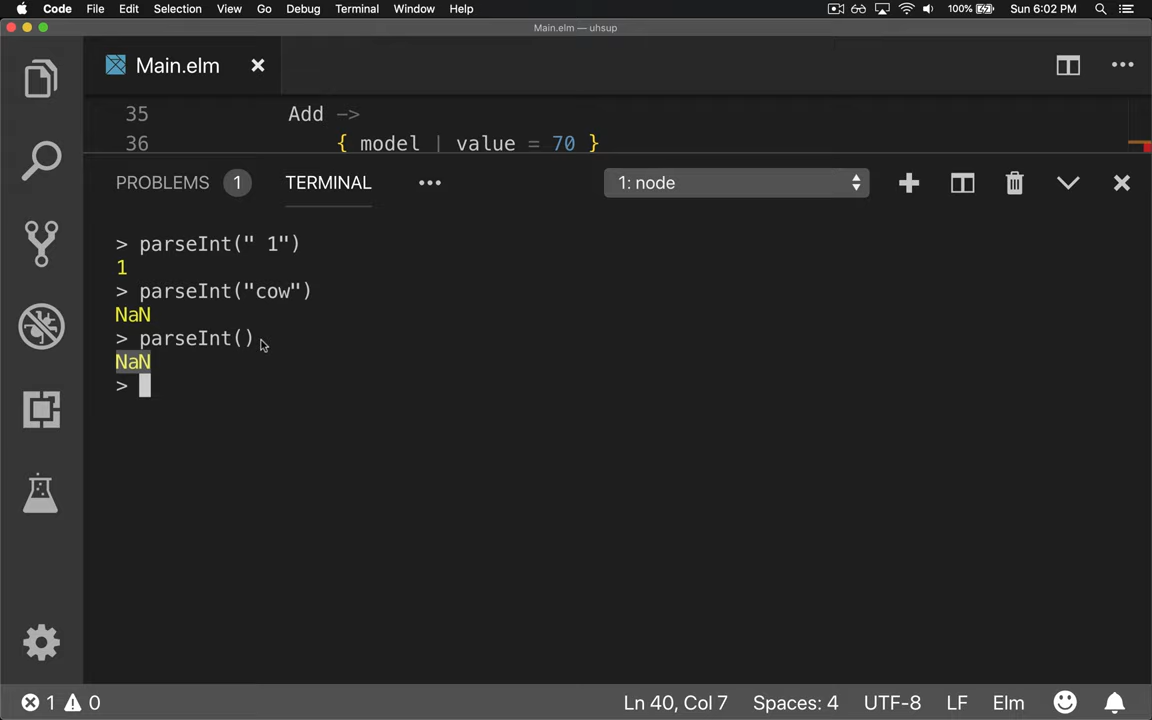 Code File Edit Selection View Go Debug Terminal Window Help 100% Sun 6:02 PM
Main.elm — uhsup
Main.elm
35 Add ->
36 { model | value = 70 }
PROBLEMS 1 TERMINAL 1: node
> parseInt(" 1")
1
> parseInt("cow")
NaN
> parseInt()
NaN
>
1 0 Ln 40, Col 7 Spaces: 4 UTF-8 LF Elm